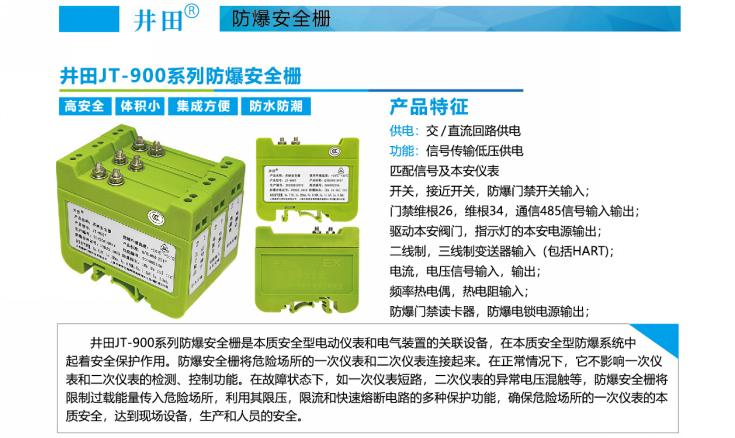 井田®
防爆安全栅
井田JT-900系列防爆安全栅
高安全 体积小 集成方便 防水防潮
产品特征
供电：交/直流回路供电
功能：信号传输低压供电
匹配信号及本安仪表
开关，接近开关，防爆门禁开关输入；
门禁维根26，维根34，通信485信号输入输出；
驱动本安阀门，指示灯的本安电源输出；
二线制，三线制变送器输入（包括HART)；
电流，电压信号输入，输出；
频率热电偶，热电阻输入；
防爆门禁读卡器，防爆电锁电源输出；
井田JT-900系列防爆安全栅是本质安全型电动仪表和电气装置的关联设备，在本质安全型防爆系统中
起着安全保护作用。防爆安全栅将危险场所的一次仪表和二次仪表连接起来。在正常情况下，它不影响一次仪
表和二次仪表的检测、控制功能。在故障状态下，如一次仪表短路，二次仪表的异常电压混触等，防爆安全栅将
限制过载能量传入危险场所，利用其限压，限流和快速熔断电路的多种保护功能，确保危险场所的一次仪表的本
质安全，达到现场设备，生产和人员的安全。